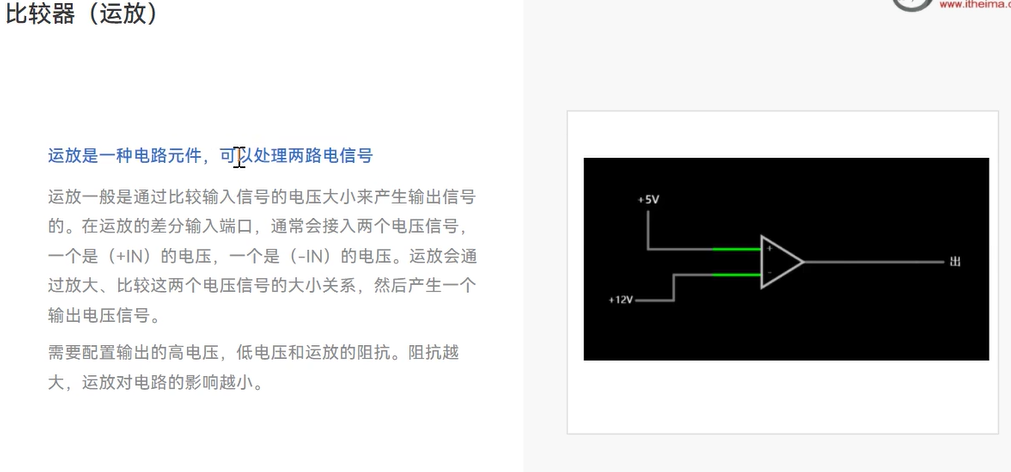 比较器（运放）
www.itheima.c
运放是一种电路元件，可以处理两路电信号
运放一般是通过比较输入信号的电压大小来产生输出信号
的。在运放的差分输入端口，通常会接入两个电压信号，
一个是（+IN）的电压，一个是（-IN）的电压。运放会通
过放大、比较这两个电压信号的大小关系，然后产生一个
输出电压信号。
需要配置输出的高电压，低电压和运放的阻抗。阻抗越
大，运放对电路的影响越小。
+5V
+
-
出
+12V